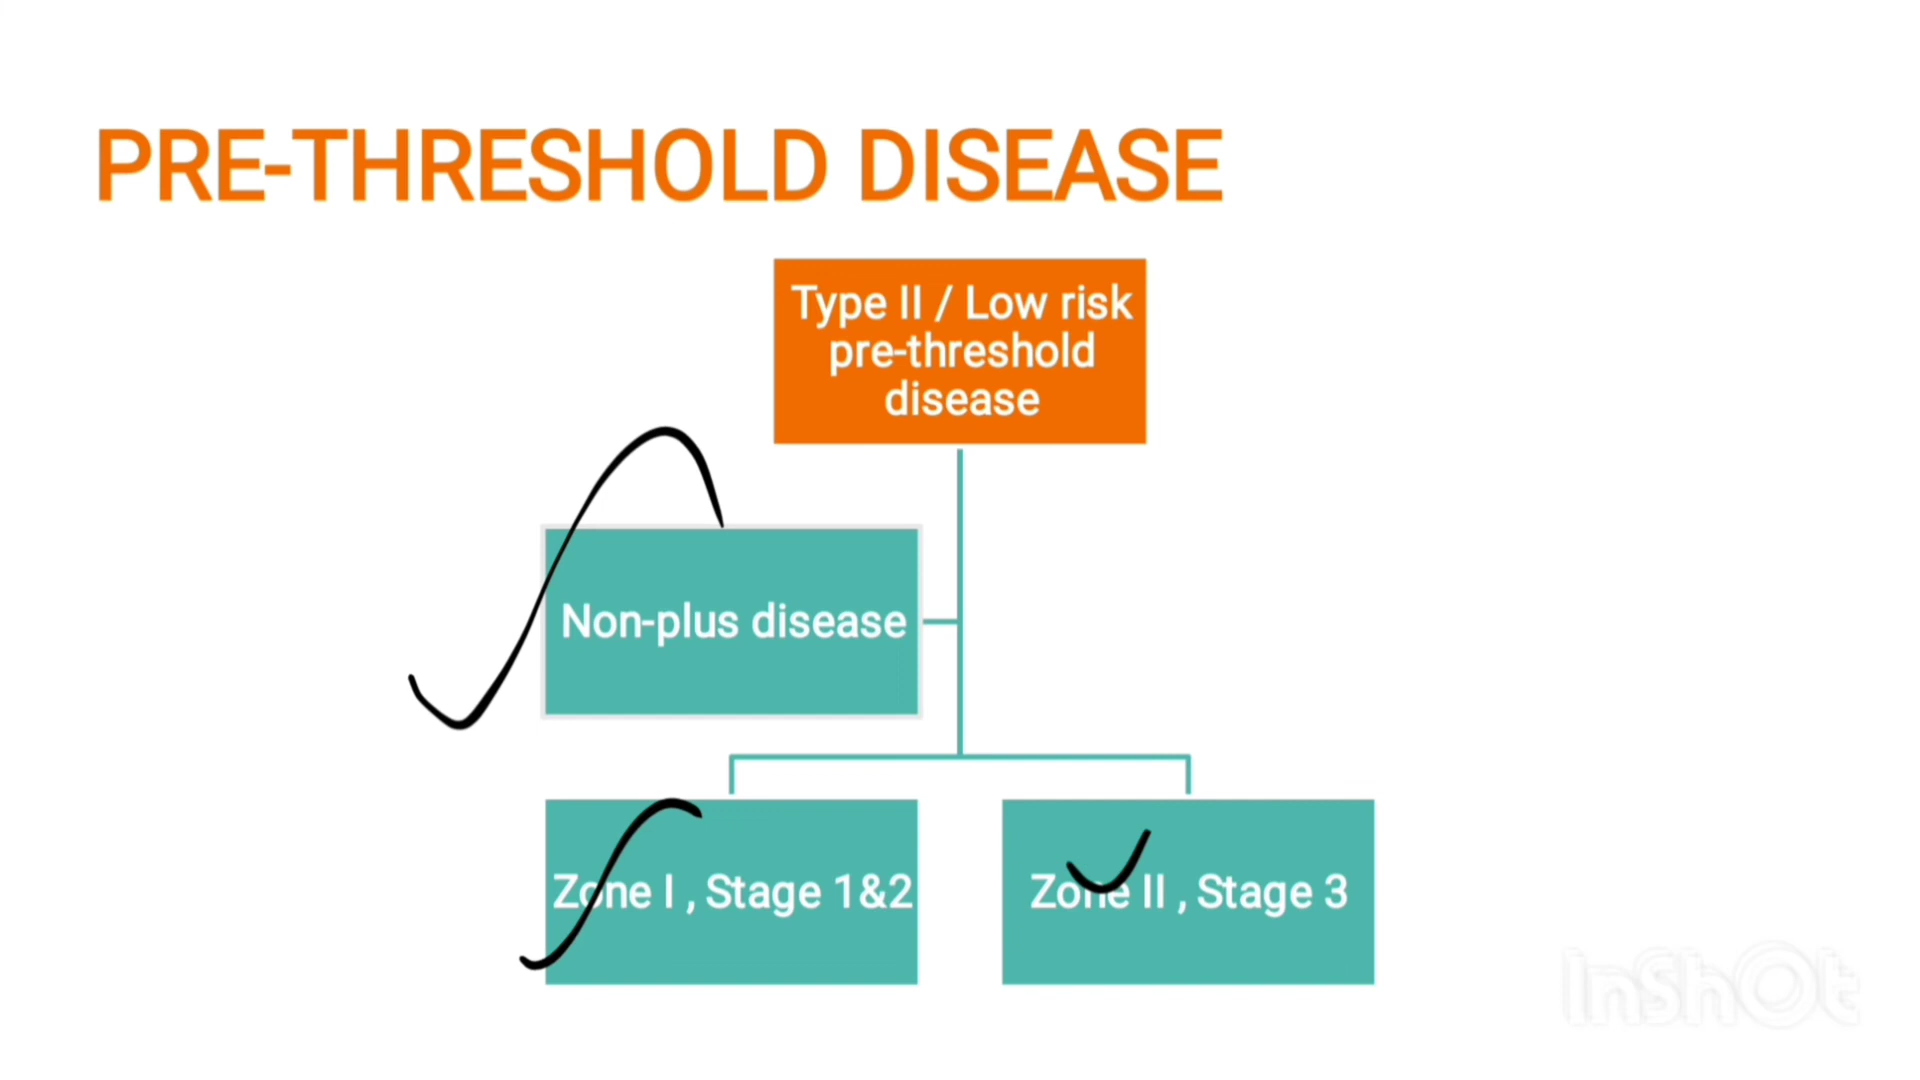 PRE-THRESHOLD DISEASE
Type II / Low risk
pre-threshold
disease
Non-plus disease
Zone I , Stage 1&2
Zone II , Stage 3
InShOt